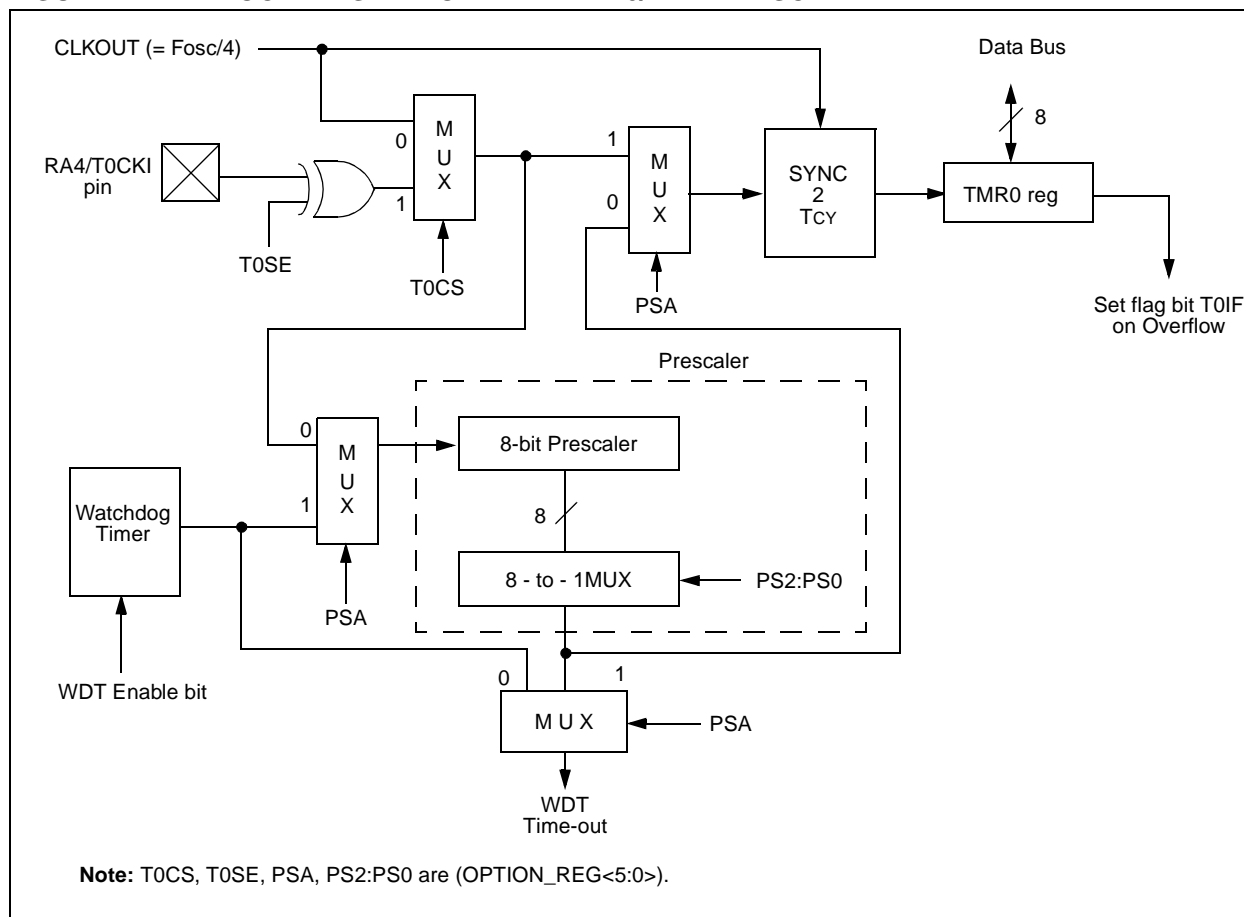 CLKOUT (= Fosc/4)
Data Bus
8
M
U
X
0
1
RA4/T0CKI
pin
T0SE
T0CS
1
0
M
U
X
PSA
SYNC
2
TCY
TMR0 reg
Set flag bit T0IF
on Overflow
Prescaler
0
1
M
U
X
PSA
8-bit Prescaler
8
8 - to - 1MUX
PS2:PS0
Watchdog
Timer
WDT Enable bit
0
1
M U X
PSA
WDT
Time-out
Note: T0CS, T0SE, PSA, PS2:PS0 are (OPTION_REG<5:0>).